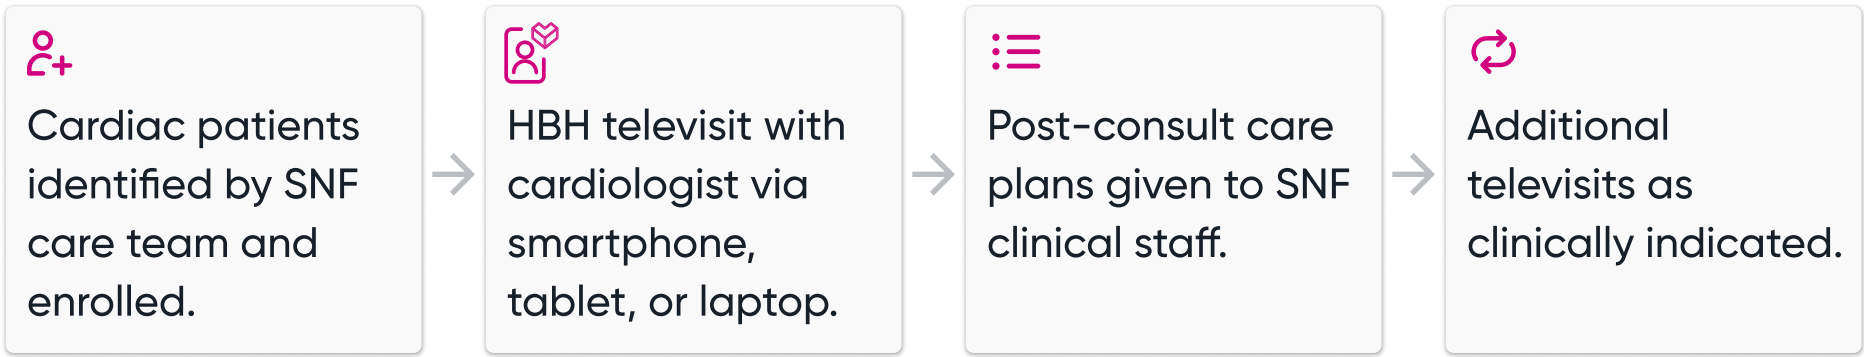 Cardiac patients
identified by SNF
care team and
enrolled.
HBH televisit with
cardiologist via
smartphone,
tablet, or laptop.
Post-consult care
plans given to SNF
clinical staff.
Additional
televisits as
clinically indicated.